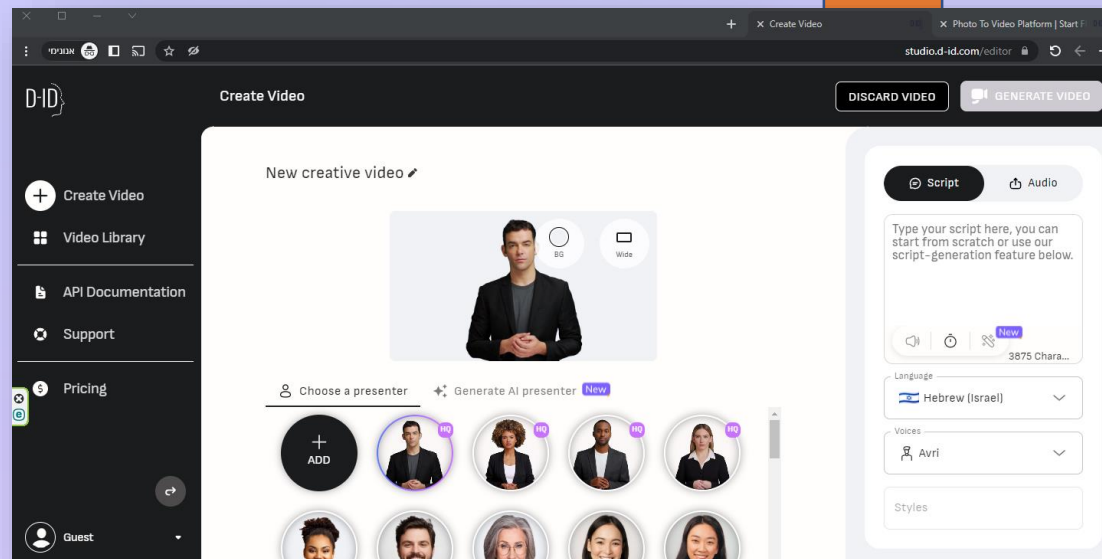 Create Video
Photo To Video Platform | Start
אנונימי
studio.d-id.com/editor
D-ID
Create Video
DISCARD VIDEO
GENERATE VIDEO
Create Video
Video Library
API Documentation
Support
Pricing
Guest
New creative video
BG
Wide
Choose a presenter
Generate AI presenter
New
+
ADD
HQ
HQ
HQ
HQ
Script
Audio
Type your script here, you can
start from scratch or use our
script-generation feature below.
New
3875 Chara...
Language
Hebrew (Israel)
Voices
Avri
Styles